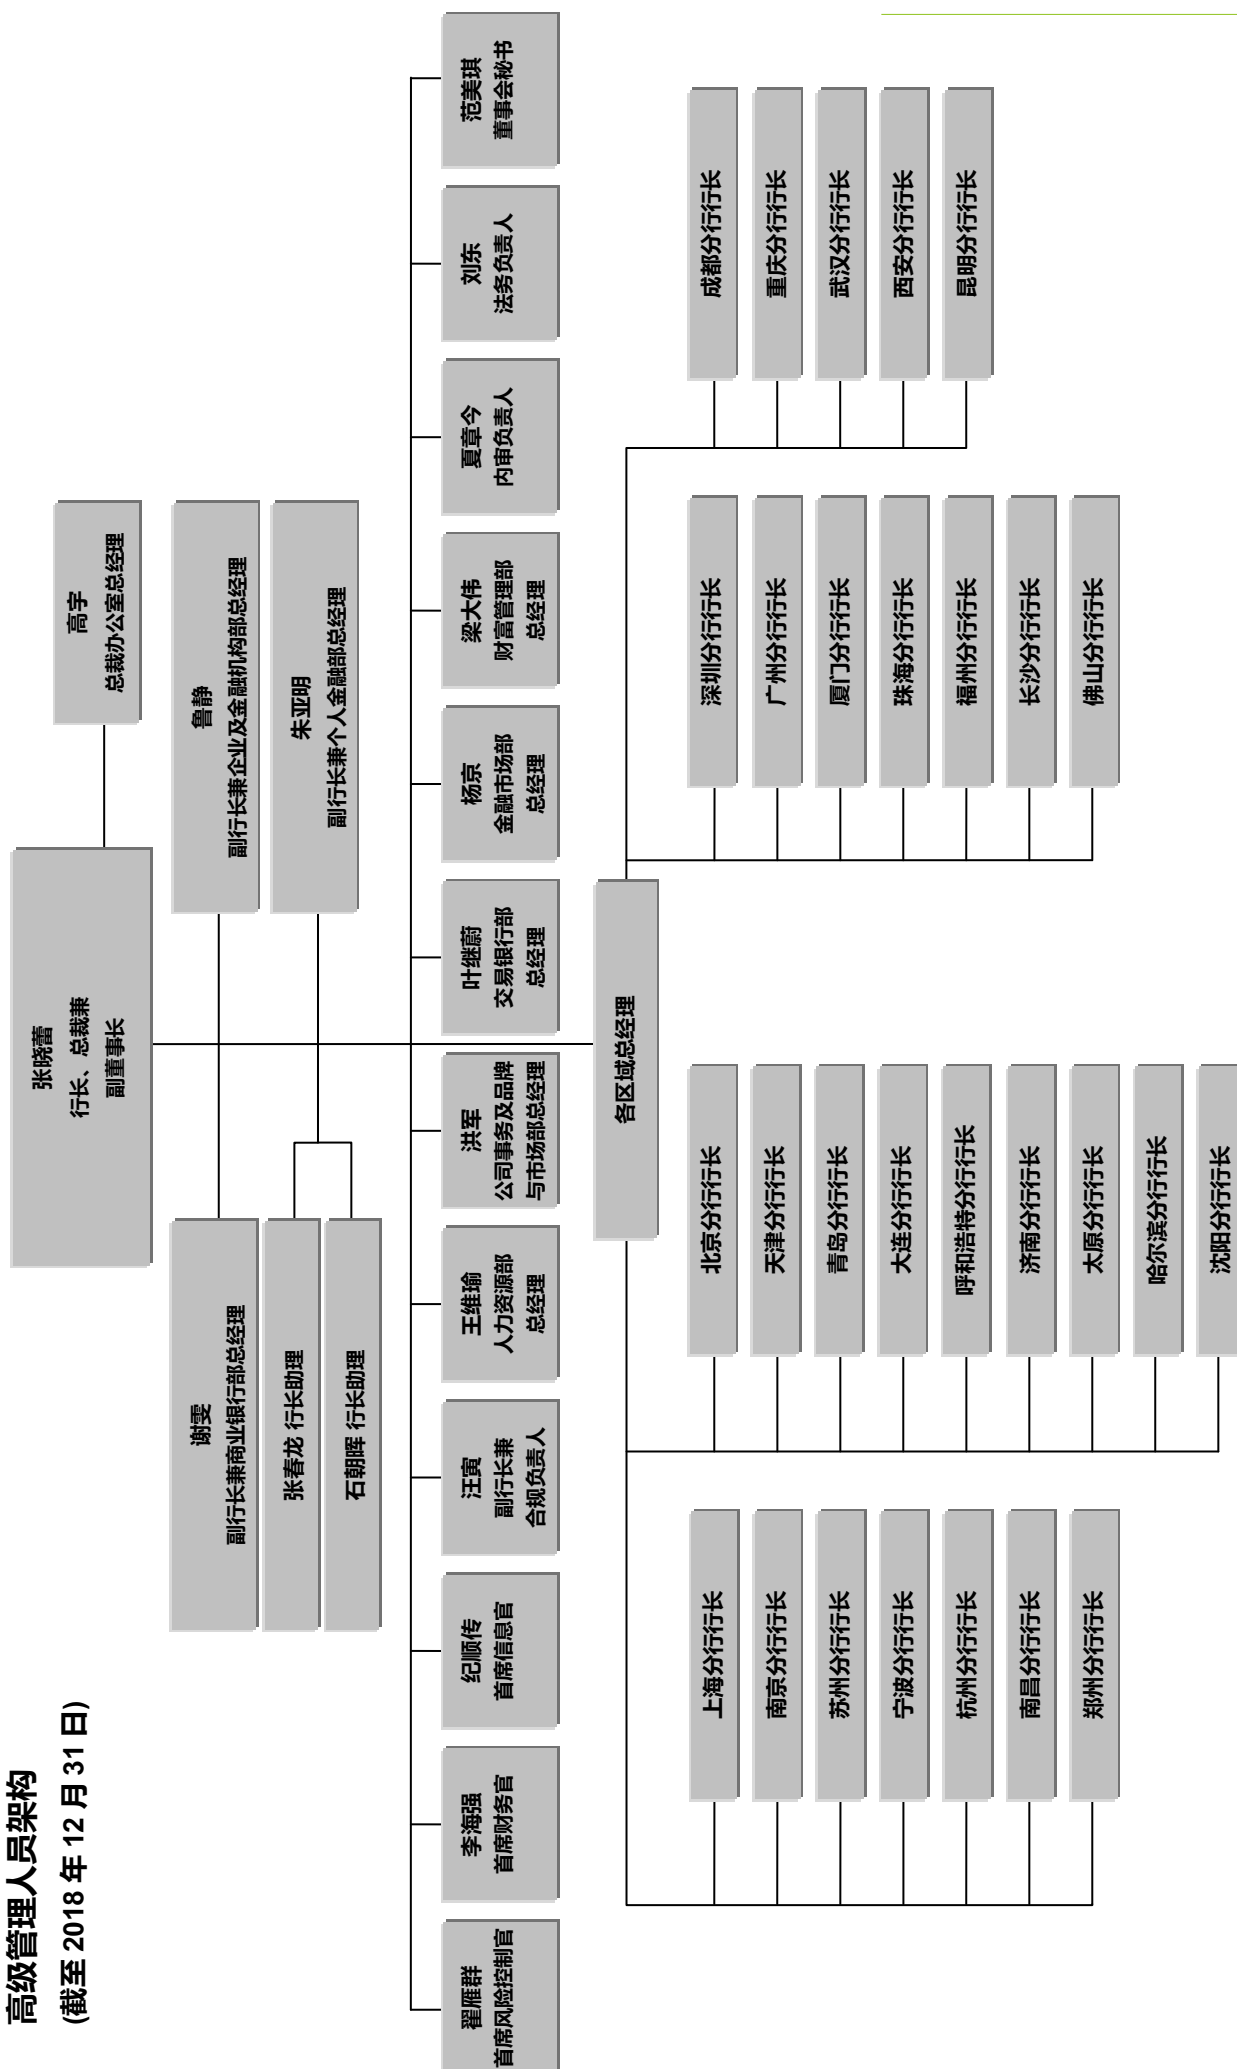 高级管理人员架构
(截至 2018 年 12 月 31 日)
张晓蕾
行长、总裁兼
副董事长
高宇
总裁办公室总经理
谢雯
副行长兼商业银行部总经理
鲁静
副行长兼企业及金融机构部总经理
张春龙 行长助理
石朝晖 行长助理
朱亚明
副行长兼个人金融部总经理
翟雁群
首席风险控制官
李海强
首席财务官
纪顺传
首席信息官
汪寅
副行长兼
合规负责人
王维瑜
人力资源部
总经理
洪军
公司事务及品牌
与市场部总经理
叶继蔚
交易银行部
总经理
杨京
金融市场部
总经理
梁大伟
财富管理部
总经理
夏章今
内审负责人
刘东
法务负责人
范美琪
董事会秘书
各区域总经理
上海分行行长
南京分行行长
苏州分行行长
宁波分行行长
杭州分行行长
南昌分行行长
郑州分行行长
北京分行行长
天津分行行长
青岛分行行长
大连分行行长
呼和浩特分行行长
济南分行行长
太原分行行长
哈尔滨分行行长
沈阳分行行长
深圳分行行长
广州分行行长
厦门分行行长
珠海分行行长
福州分行行长
长沙分行行长
佛山分行行长
成都分行行长
重庆分行行长
武汉分行行长
西安分行行长
昆明分行行长